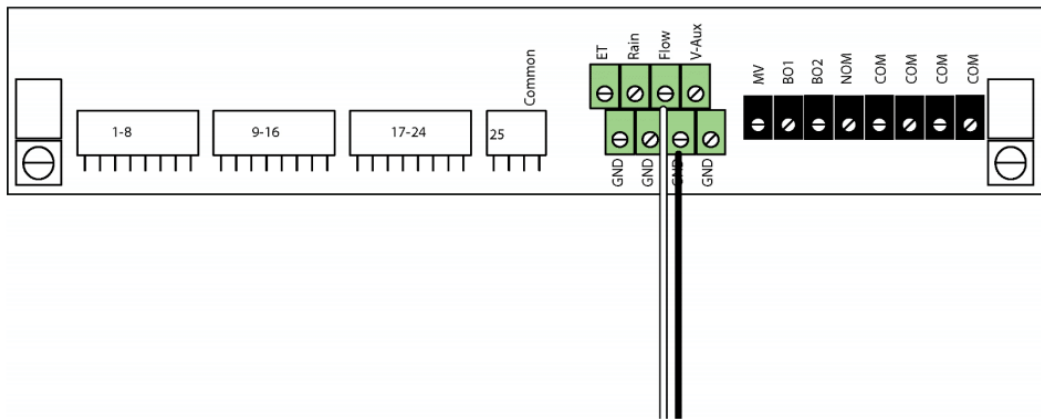 ET
Rain
Flow
V-Aux
Common
MV
BO1
BO2
NOM
COM
COM
COM
COM
1-8
9-16
17-24
25
GND
GND
GND
GND